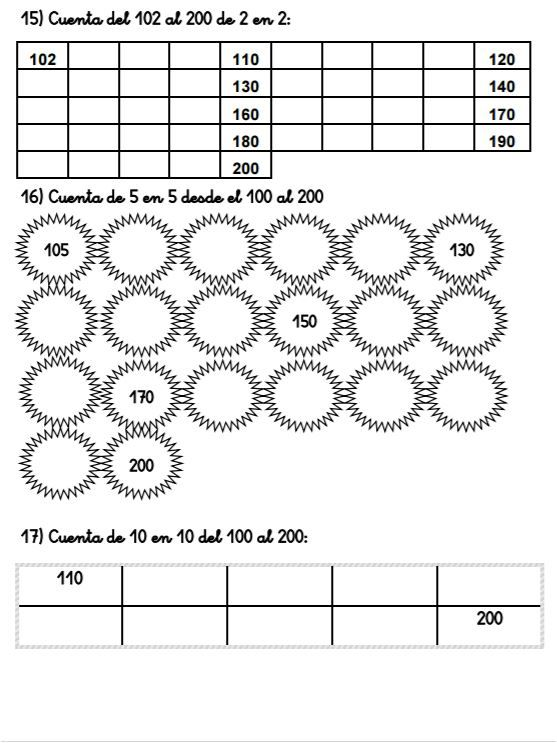 15) Cuenta del 102 al 200 de 2 en 2:
102 110 120
130 140
160 170
180 190
200
16) Cuenta de 5 en 5 desde el 100 al 200
105 130
150
170
200
17) Cuenta de 10 en 10 del 100 al 200:
110
200